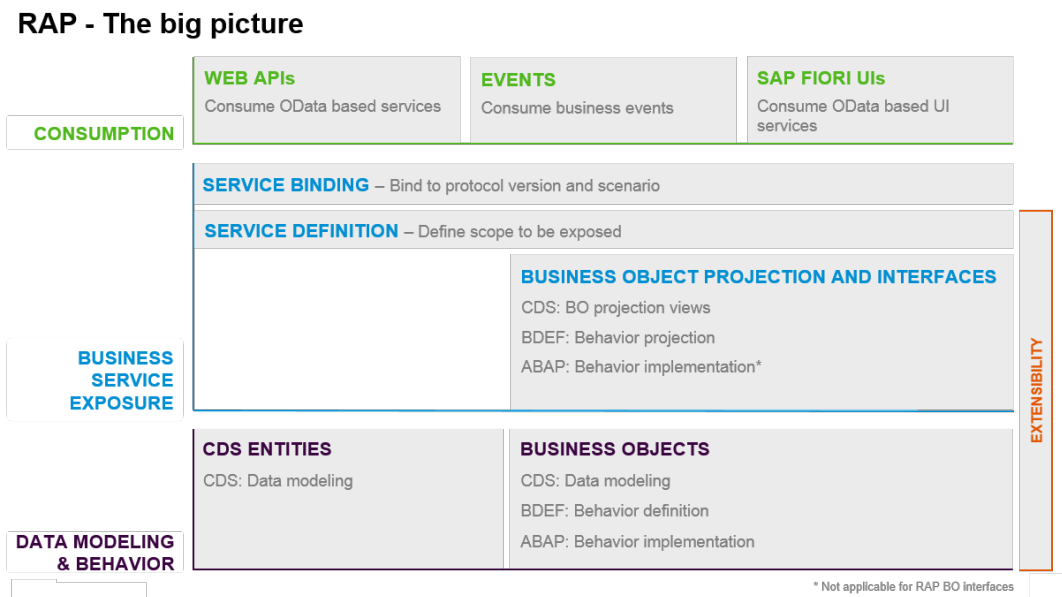 RAP - The big picture
WEB APIs
Consume OData based services
EVENTS
Consume business events
SAP FIORI UIs
Consume OData based UI
services
CONSUMPTION
SERVICE BINDING – Bind to protocol version and scenario
SERVICE DEFINITION – Define scope to be exposed
BUSINESS OBJECT PROJECTION AND INTERFACES
CDS: BO projection views
BDEF: Behavior projection
ABAP: Behavior implementation*
BUSINESS
SERVICE
EXPOSURE
EXTENSIBILITY
CDS ENTITIES
CDS: Data modeling
BUSINESS OBJECTS
CDS: Data modeling
BDEF: Behavior definition
ABAP: Behavior implementation
DATA MODELING
& BEHAVIOR
* Not applicable for RAP BO interfaces